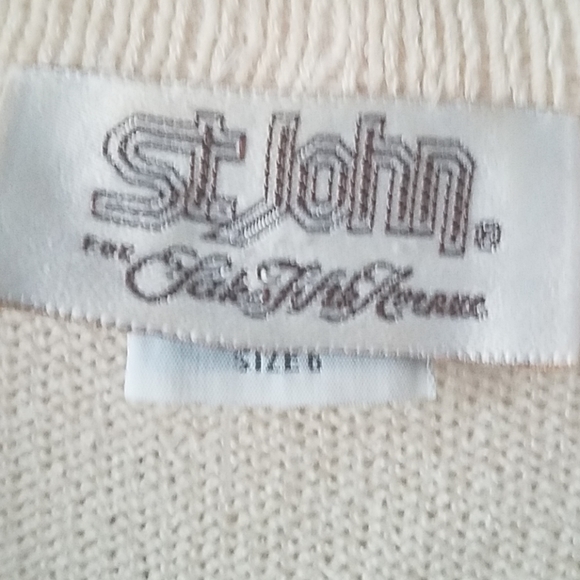 St. John®
FOR Saks Fifth Avenue
SIZE 6